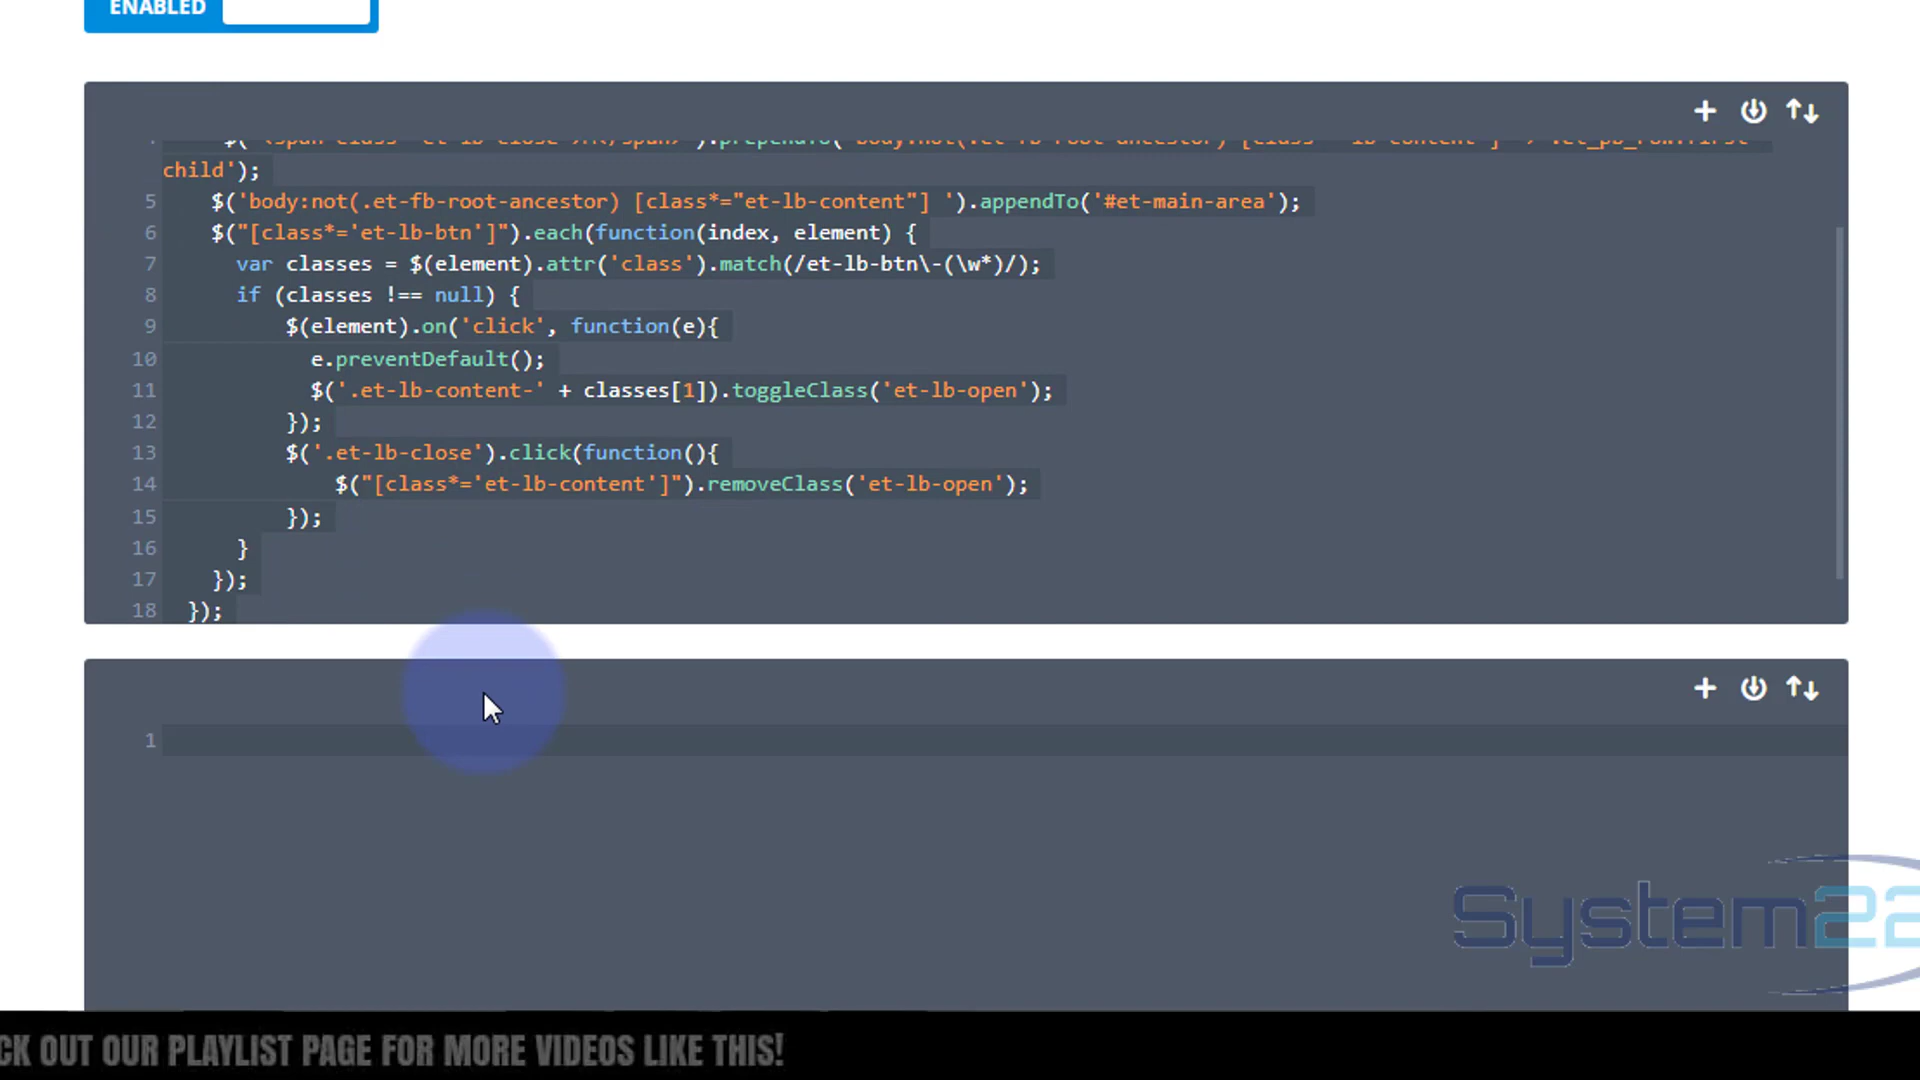 ENABLED
child');
5 $('body:not(.et-fb-root-ancestor) [class*="et-lb-content"] ').appendTo('#et-main-area');
6 $("[class*='et-lb-btn']").each(function(index, element) {
7 var classes = $(element).attr('class').match(/et-lb-btn\-(\w*)/);
8 if (classes !== null) {
9 $(element).on('click', function(e){
10 e.preventDefault();
11 $('.et-lb-content-' + classes[1]).toggleClass('et-lb-open');
12 });
13 $('.et-lb-close').click(function(){
14 $("[class*='et-lb-content']").removeClass('et-lb-open');
15 });
16 }
17 });
18 });
1
System22
CK OUT OUR PLAYLIST PAGE FOR MORE VIDEOS LIKE THIS!